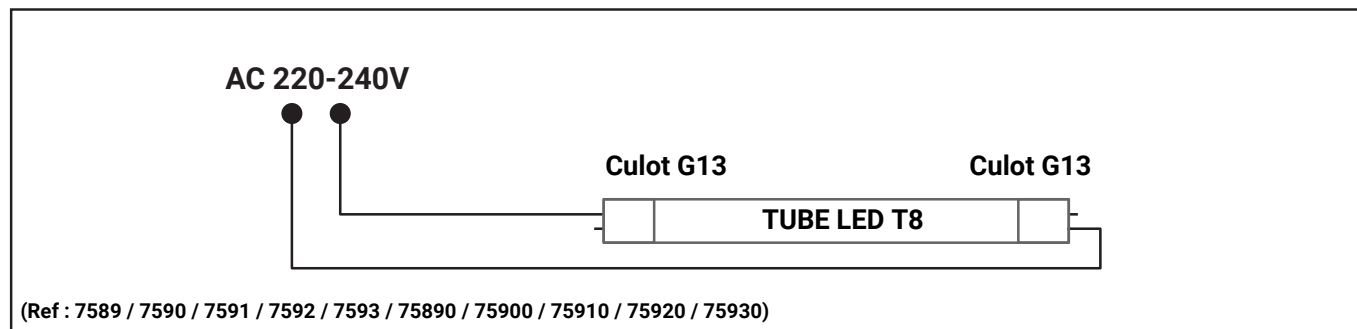 AC 220-240V
Culot G13
Culot G13
TUBE LED T8
(Ref : 7589 / 7590 / 7591 / 7592 / 7593 / 75890 / 75900 / 75910 / 75920 / 75930)